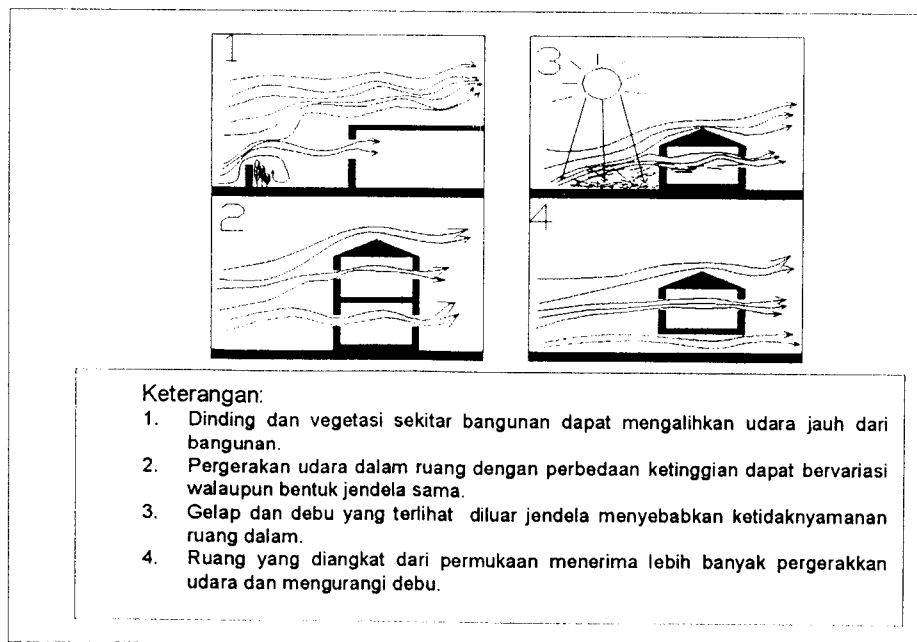 1
3
2
4
Keterangan:
1. Dinding dan vegetasi sekitar bangunan dapat mengalihkan udara jauh dari
bangunan.
2. Pergerakan udara dalam ruang dengan perbedaan ketinggian dapat bervariasi
walaupun bentuk jendela sama.
3. Gelap dan debu yang terlihat diluar jendela menyebabkan ketidaknyamanan
ruang dalam.
4. Ruang yang diangkat dari permukaan menerima lebih banyak pergerakkan
udara dan mengurangi debu.